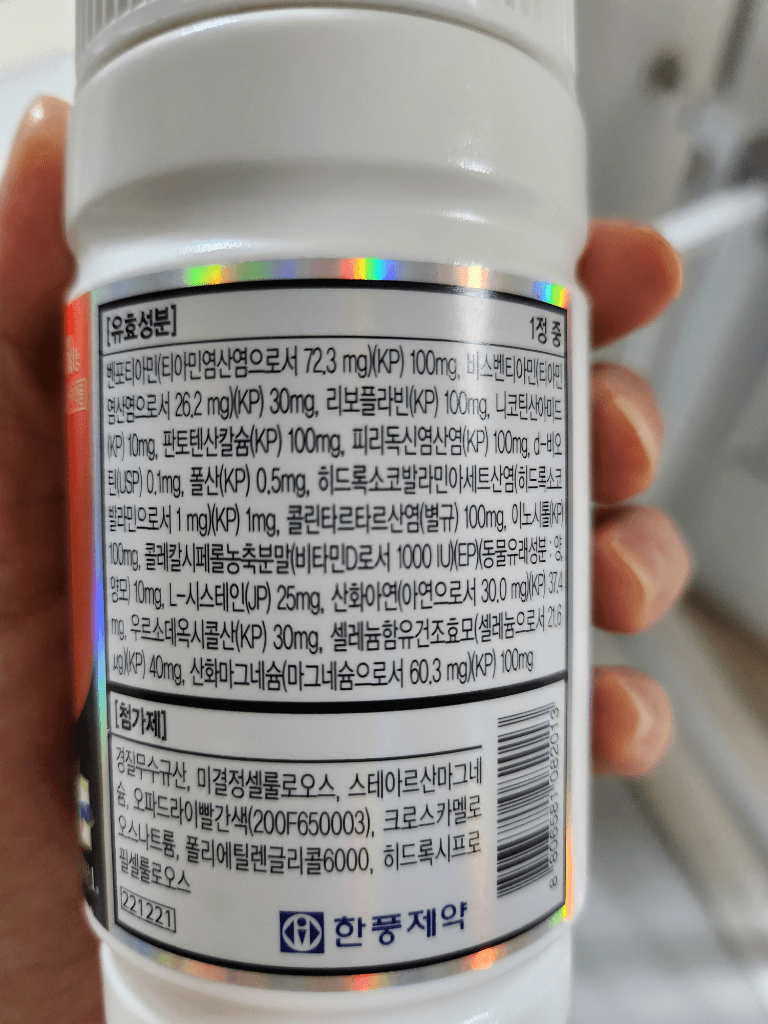 [유효성분] 1정 중
벤포티아민(티아민염산염으로서 72.3 mg)(KP) 100mg, 비스벤티아민(티아민
염산염으로서 26.2 mg)(KP) 30mg, 리보플라빈(KP) 100mg, 니코틴산아미드
(KP) 10mg, 판토텐산칼슘(KP) 100mg, 피리독신염산염(KP) 100mg, d-비오
틴(USP) 0.1mg, 폴산(KP) 0.5mg, 히드록소코발라민아세트산염(히드록소코
발라민으로서 1 mg)(KP) 1mg, 콜린타르타르산염(별규) 100mg, 이노시톨(KP)
100mg, 콜레칼시페롤농축분말(비타민D로서 1000 IU)(EP)(동물유래성분 : 양,
양모) 10mg, L-시스테인(JP) 25mg, 산화아연(아연으로서 30.0 mg)(KP) 37.4
mg, 우르소데옥시콜산(KP) 30mg, 셀레늄함유건조효모(셀레늄으로서 21.6
μg)(KP) 40mg, 산화마그네슘(마그네슘으로서 60.3 mg)(KP) 100mg
[첨가제]
경질무수규산, 미결정셀룰로오스, 스테아르산마그네
슘, 오파드라이빨간색(200F650003), 크로스카멜로
오스나트륨, 폴리에틸렌글리콜6000, 히드록시프로
필셀룰로오스
221221
한풍제약
8 806581 082013